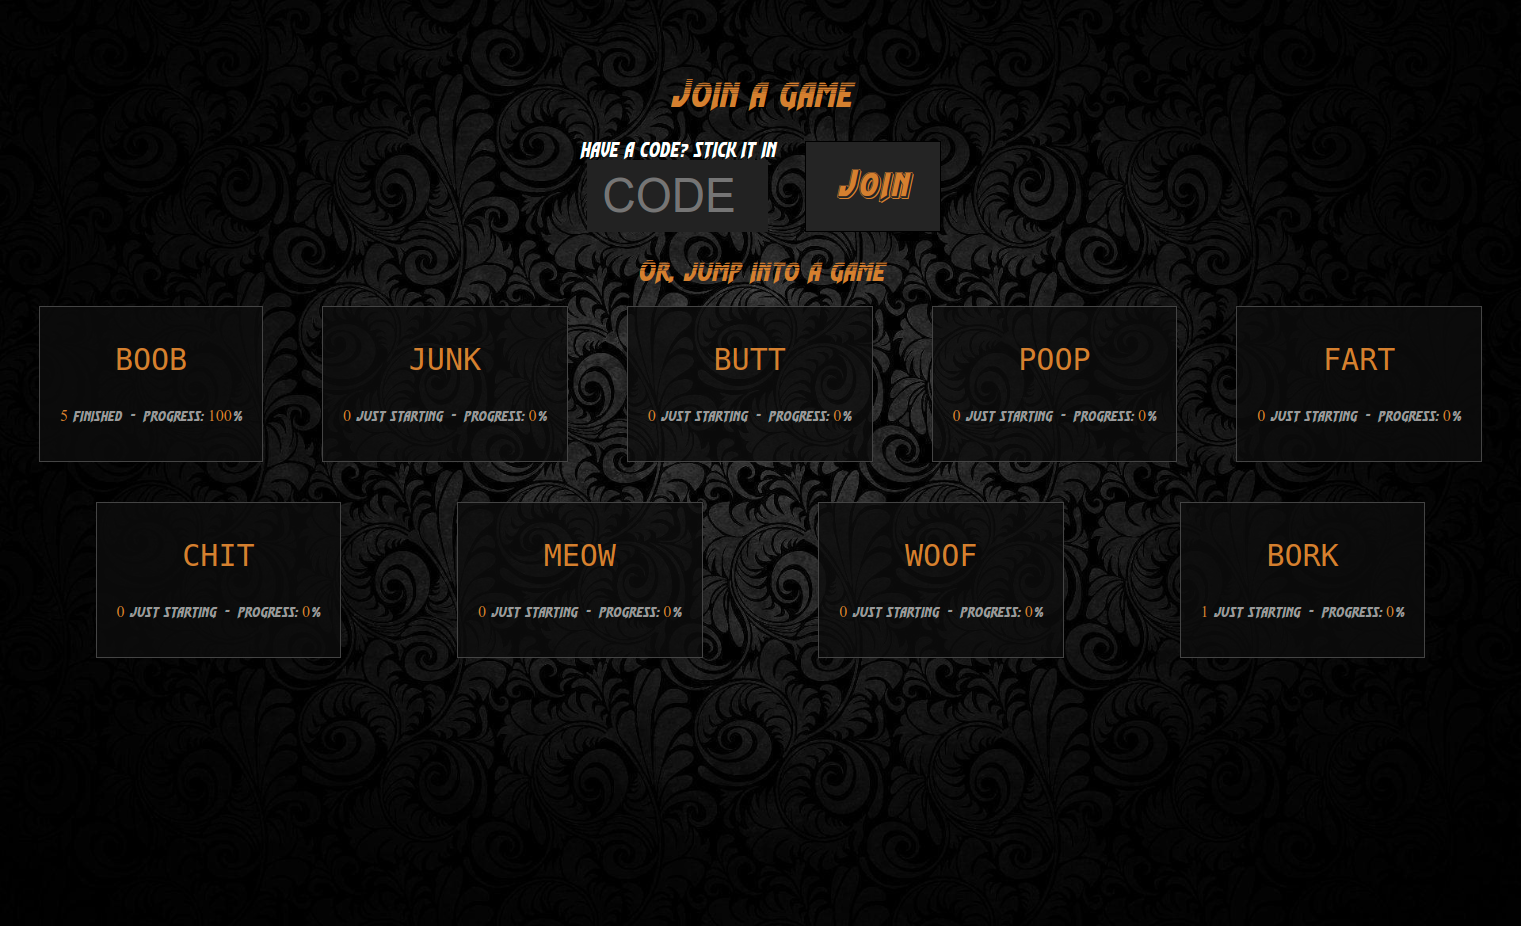 Join a game
Have a code? Stick it in
CODE
Join
Or, jump into a game
BOOB
5 Finished - Progress: 100%
JUNK
0 Just Starting - Progress: 0%
BUTT
0 Just Starting - Progress: 0%
POOP
0 Just Starting - Progress: 0%
FART
0 Just Starting - Progress: 0%
CHIT
0 Just Starting - Progress: 0%
MEOW
0 Just Starting - Progress: 0%
WOOF
0 Just Starting - Progress: 0%
BORK
1 Just Starting - Progress: 0%